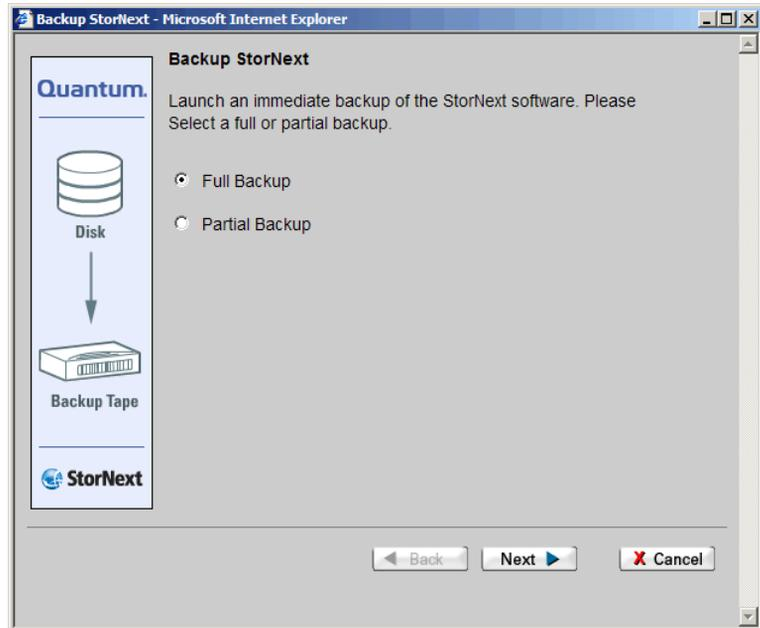 Backup StorNext - Microsoft Internet Explorer
Quantum.
Disk
Backup Tape
StorNext
Backup StorNext
Launch an immediate backup of the StorNext software. Please
Select a full or partial backup.
Full Backup
Partial Backup
Back
Next
X Cancel